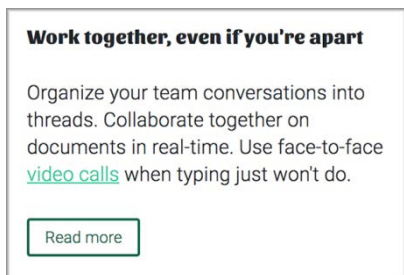 Work together, even if you're apart
Organize your team conversations into
threads. Collaborate together on
documents in real-time. Use face-to-face
video calls when typing just won't do.
Read more